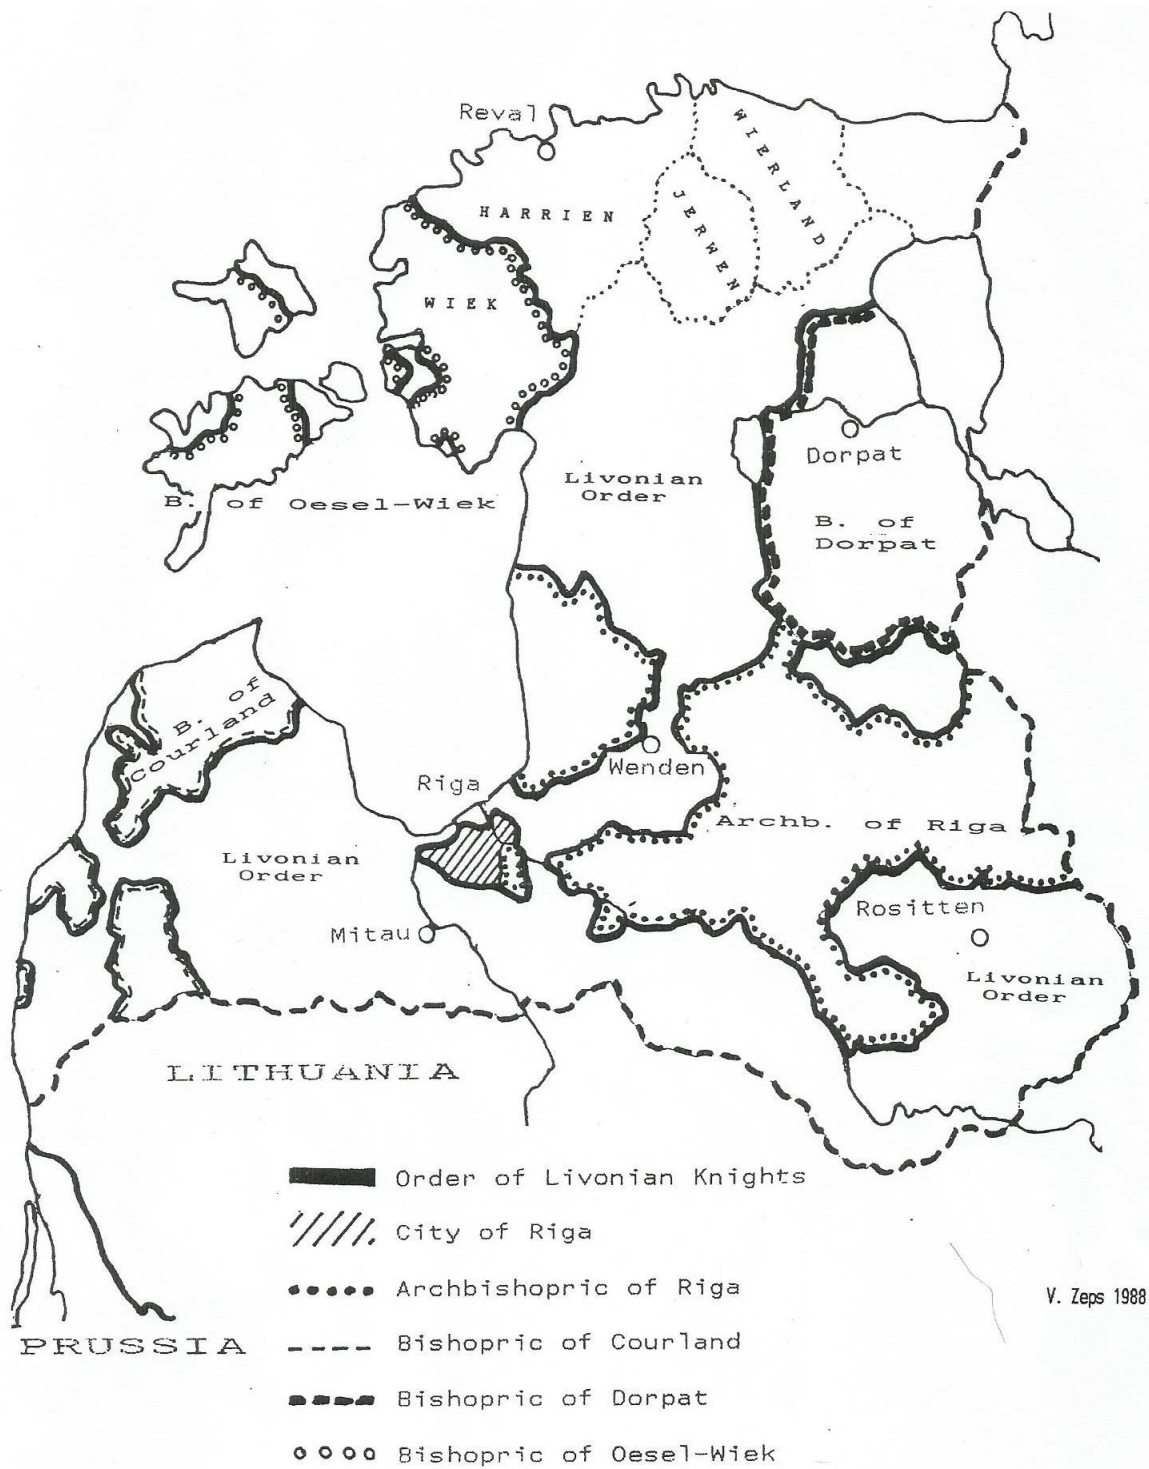 Reval
WIERLAND
HARRIEN
JERWEN
WIEK
Dorpat
Livonian
Order
B. of Oesel-Wiek
B. of
Dorpat
B. of
Courland
Wenden
Riga
Archb. of Riga
Livonian
Order
Rositten
Mitau
Livonian
Order
LITHUANIA
Order of Livonian Knights
City of Riga
Archbishopric of Riga
V. Zeps 1988
PRUSSIA
Bishopric of Courland
Bishopric of Dorpat
Bishopric of Oesel-Wiek